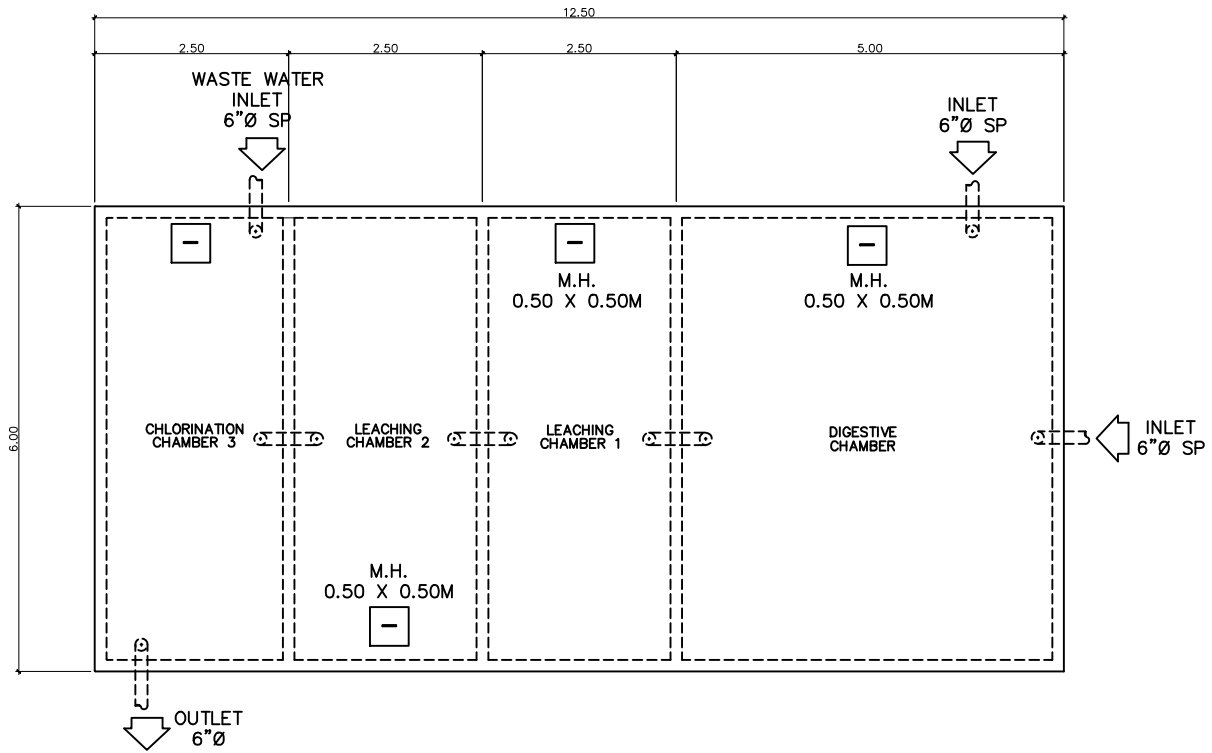 12.50
2.50
2.50
2.50
5.00
WASTE WATER
INLET
6"Ø SP
INLET
6"Ø SP
M.H.
0.50 X 0.50M
M.H.
0.50 X 0.50M
6.00
CHLORINATION
CHAMBER 3
LEACHING
CHAMBER 2
LEACHING
CHAMBER 1
DIGESTIVE
CHAMBER
INLET
6"Ø SP
M.H.
0.50 X 0.50M
OUTLET
6"Ø